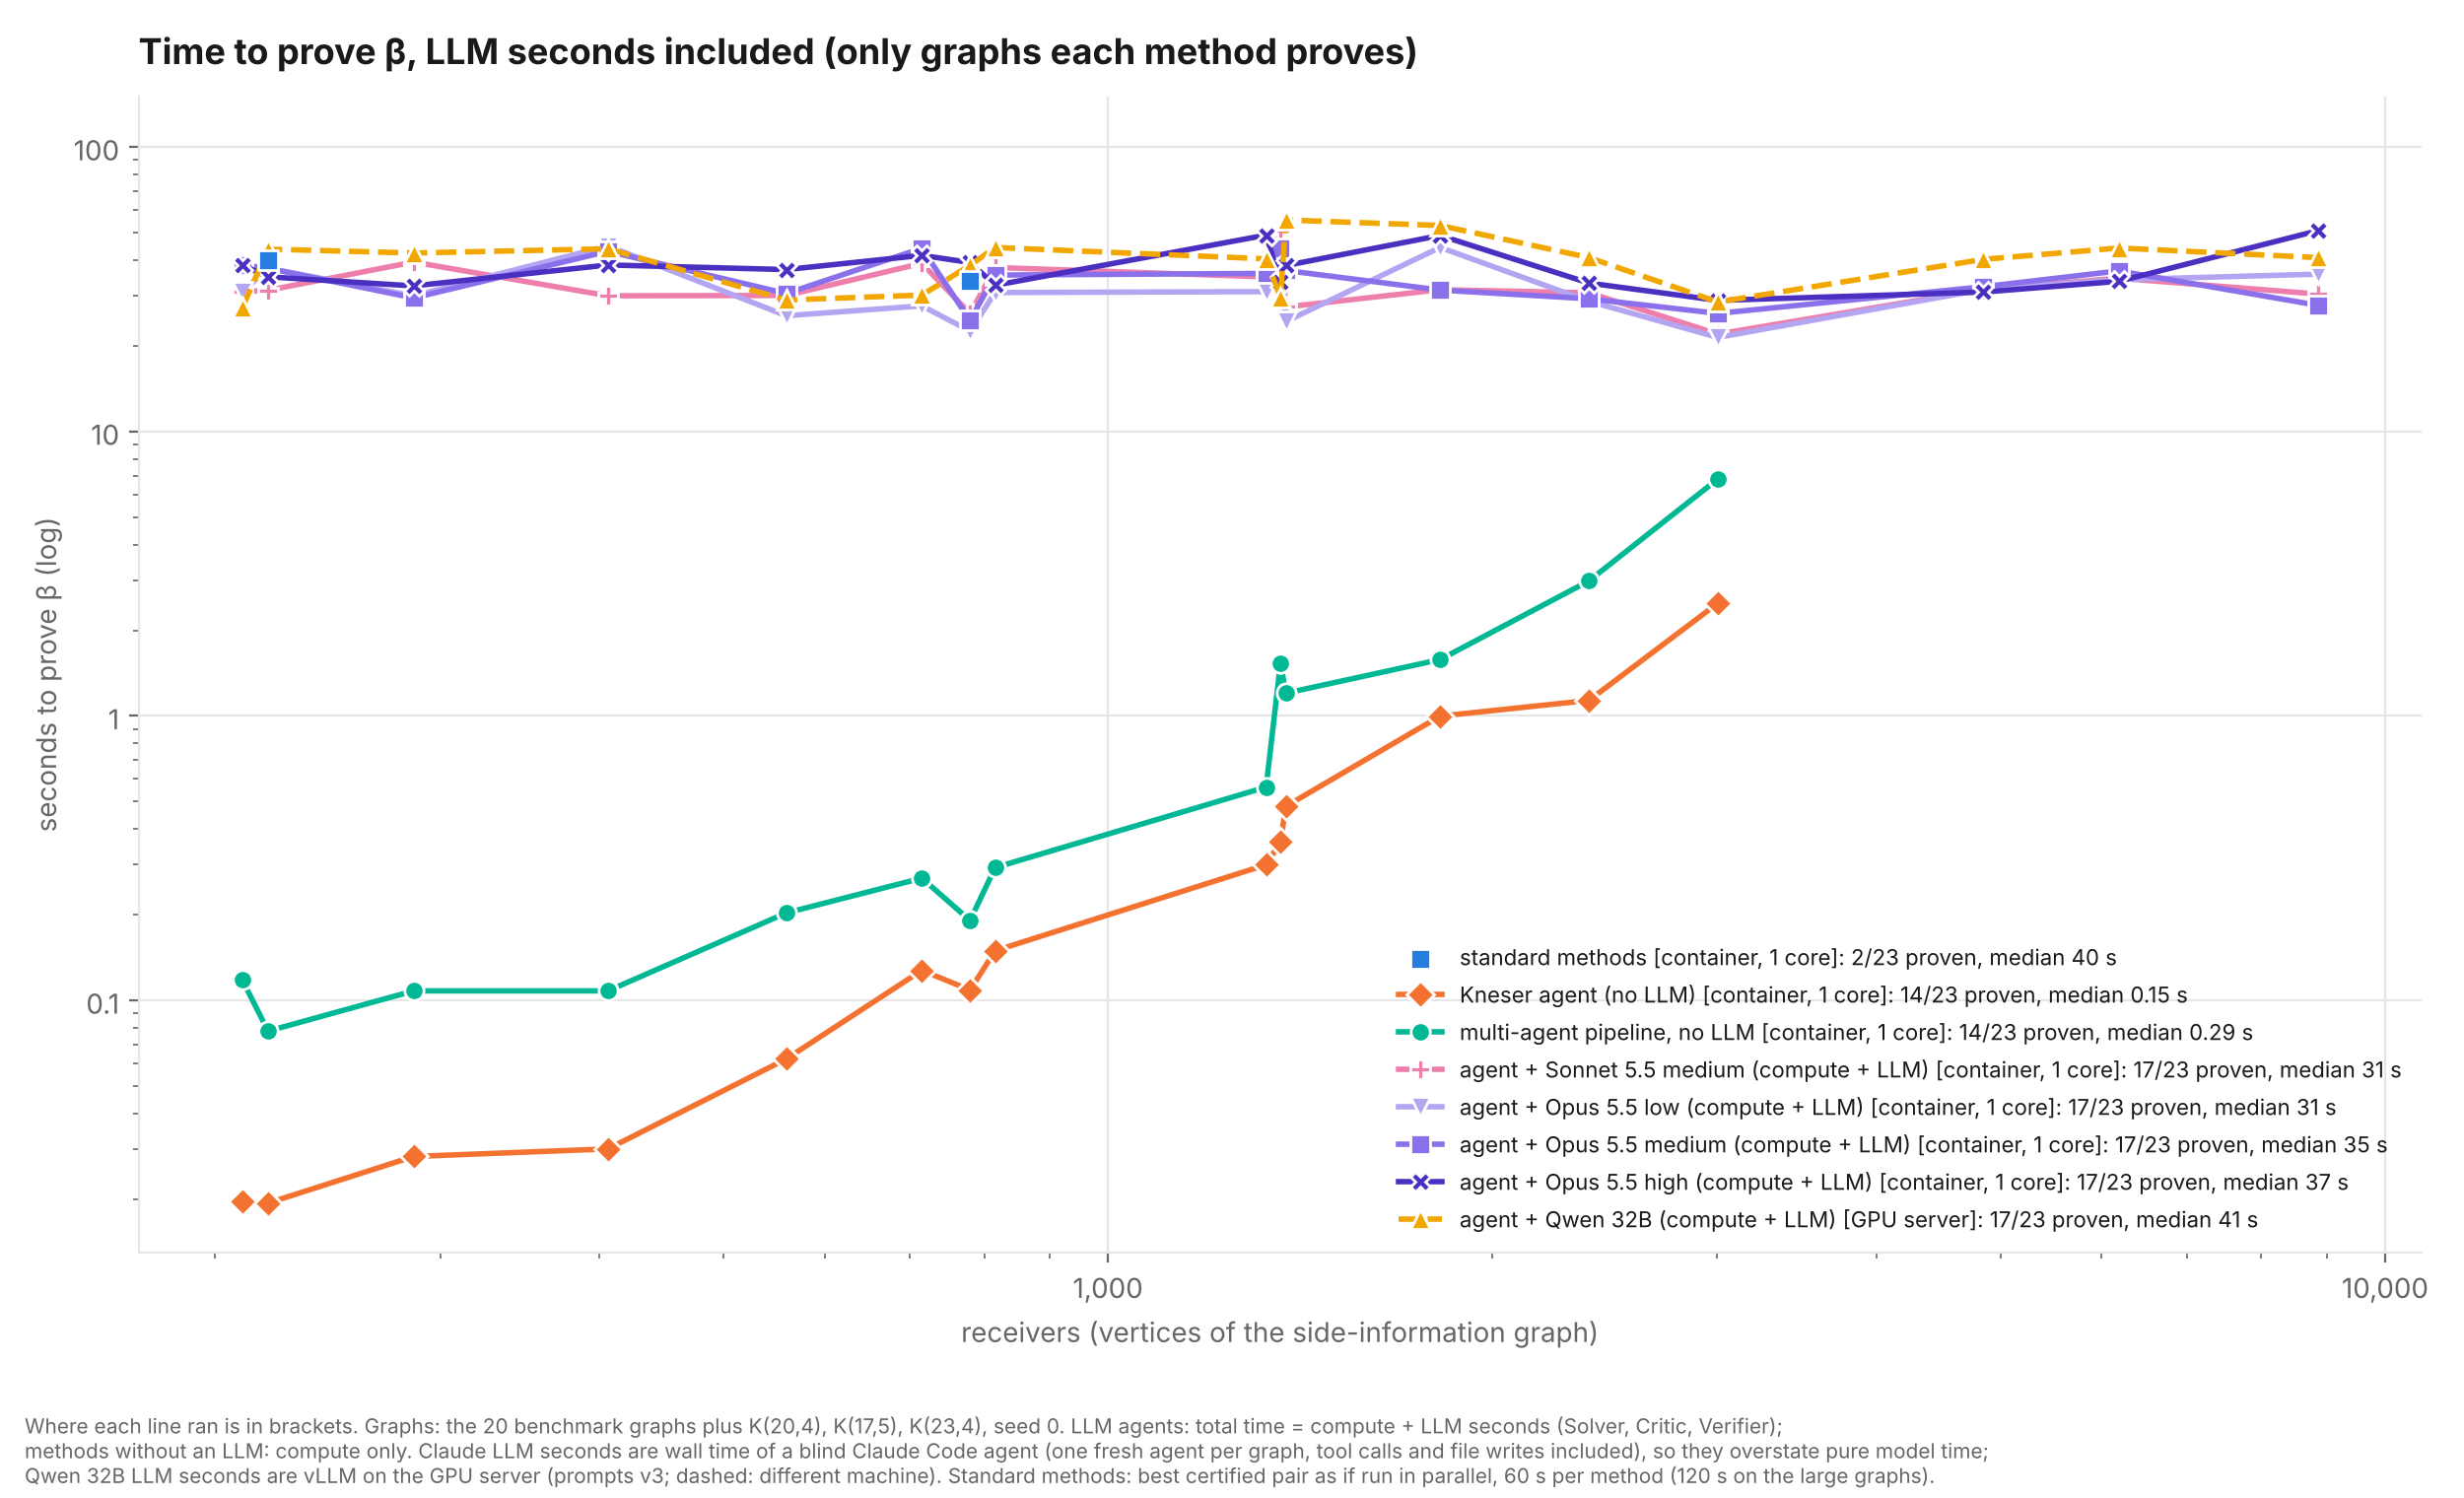 Time to prove β, LLM seconds included (only graphs each method proves)
100
10
1
0.1
seconds to prove β (log)
standard methods [container, 1 core]: 2/23 proven, median 40 s
Kneser agent (no LLM) [container, 1 core]: 14/23 proven, median 0.15 s
multi-agent pipeline, no LLM [container, 1 core]: 14/23 proven, median 0.29 s
agent + Sonnet 5.5 medium (compute + LLM) [container, 1 core]: 17/23 proven, median 31 s
agent + Opus 5.5 low (compute + LLM) [container, 1 core]: 17/23 proven, median 31 s
agent + Opus 5.5 medium (compute + LLM) [container, 1 core]: 17/23 proven, median 35 s
agent + Opus 5.5 high (compute + LLM) [container, 1 core]: 17/23 proven, median 37 s
agent + Qwen 32B (compute + LLM) [GPU server]: 17/23 proven, median 41 s
1,000
10,000
receivers (vertices of the side-information graph)
Where each line ran is in brackets. Graphs: the 20 benchmark graphs plus K(20,4), K(17,5), K(23,4), seed 0. LLM agents: total time = compute + LLM seconds (Solver, Critic, Verifier);
methods without an LLM: compute only. Claude LLM seconds are wall time of a blind Claude Code agent (one fresh agent per graph, tool calls and file writes included), so they overstate pure model time;
Qwen 32B LLM seconds are vLLM on the GPU server (prompts v3; dashed: different machine). Standard methods: best certified pair as if run in parallel, 60 s per method (120 s on the large graphs).